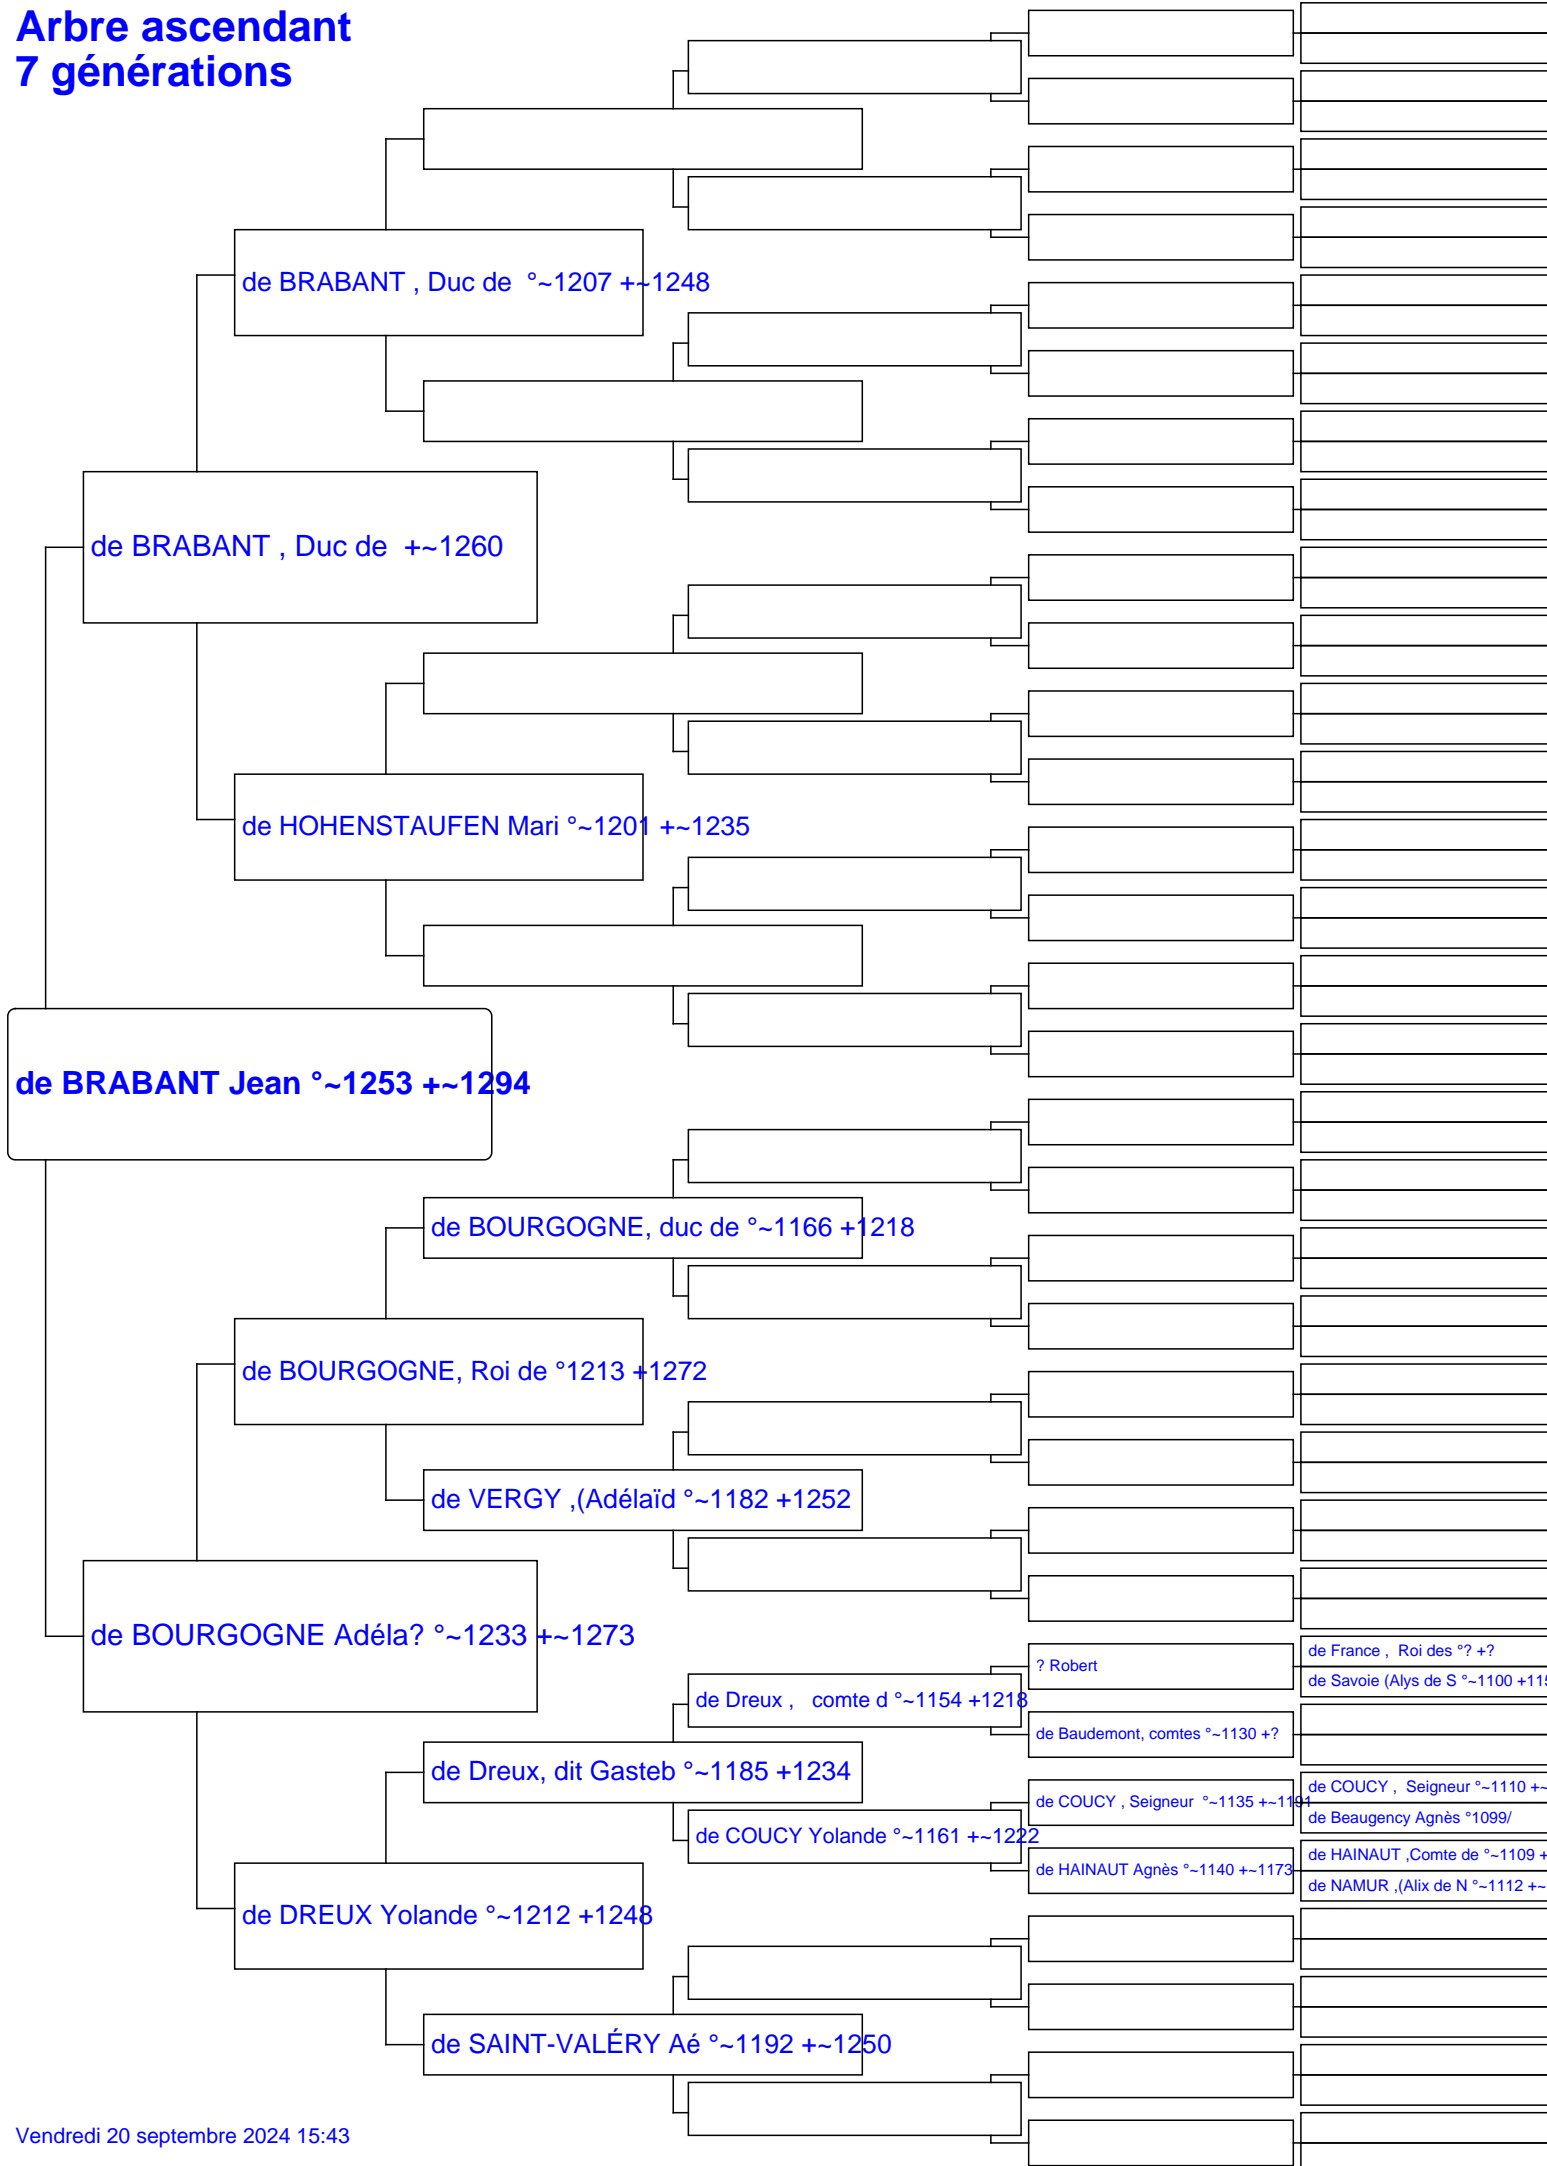 Arbre ascendant
7 générations
de BRABANT , Duc de °~1207 +~1248
de BRABANT , Duc de +~1260
de HOHENSTAUFEN Mari °~1201 +~1235
de BRABANT Jean °~1253 +~1294
de BOURGOGNE, duc de °~1166 +1218
de BOURGOGNE, Roi de °1213 +1272
de VERGY ,(Adélaïd °~1182 +1252
de BOURGOGNE Adéla? °~1233 +~1273
de France , Roi des °? +?
? Robert
de Savoie (Alys de S °~1100 +115
de Dreux , comte d °~1154 +1218
de Baudemont, comtes °~1130 +?
de Dreux, dit Gasteb °~1185 +1234
de COUCY , Seigneur °~1110 +~
de COUCY , Seigneur °~1135 +~1191
de Beaugency Agnès °1099/
de COUCY Yolande °~1161 +~1222
de HAINAUT ,Comte de °~1109 +
de HAINAUT Agnès °~1140 +~1173
de NAMUR ,(Alix de N °~1112 +~
de DREUX Yolande °~1212 +1248
de SAINT-VALÉRY Aé °~1192 +~1250
Vendredi 20 septembre 2024 15:43